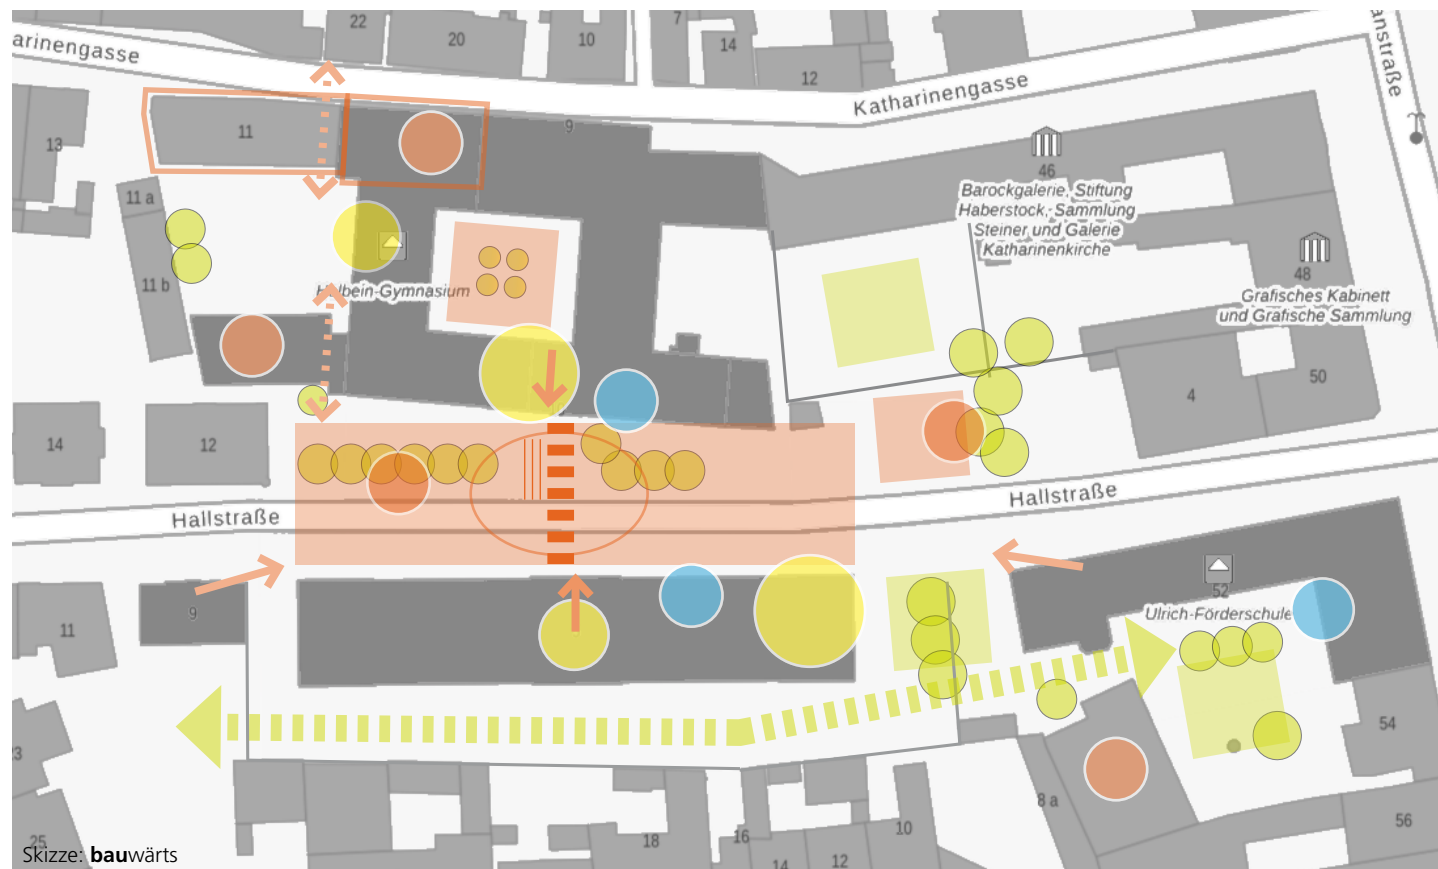 22
20
10
7
14
12
arinengasse
Katharinengasse
anstraße
13
11
9
11 a
11 b
46
Barockgalerie, Stiftung
Haberstock, Sammlung
Steiner und Galerie
Katharinenkirche
48
Grafisches Kabinett
und Grafische Sammlung
Holbein-Gymnasium
4
50
14
12
Hallstraße
Hallstraße
9
11
52
Ulrich-Förderschule
54
23
25
18
16
14
12
10
8 a
56
Skizze: bauwärts